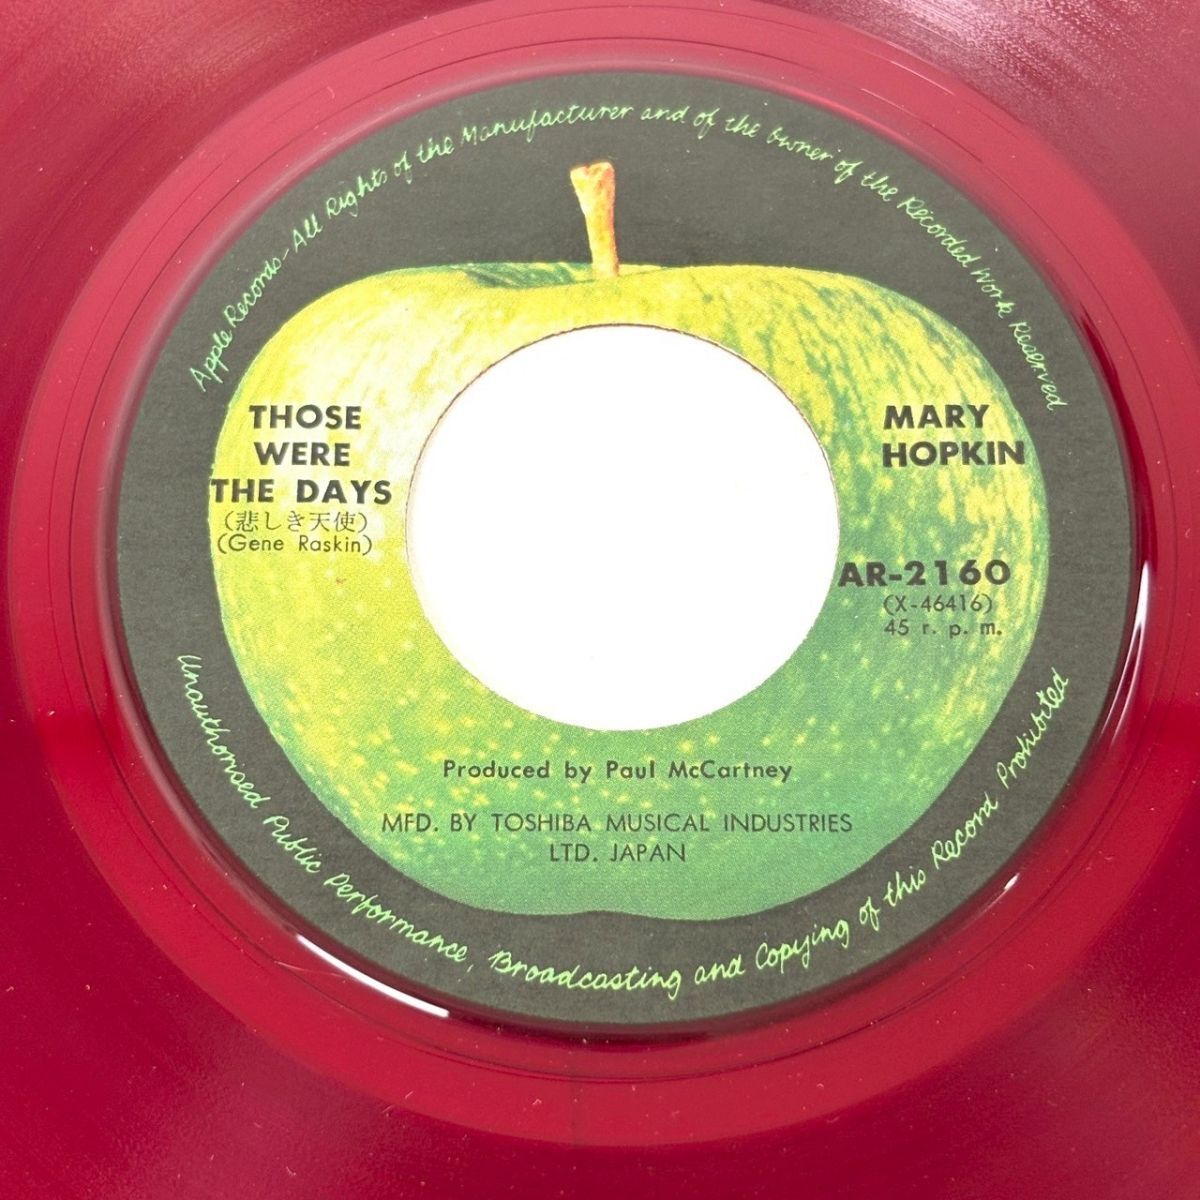 Apple Records-All Rights of the Manufacturer and of the Owner of the Recorded Work Reserved
THOSE
WERE
THE DAYS
(悲しき天使)
(Gene Raskin)
MARY
HOPKIN
AR-2160
(X-46416)
45 r. p. m.
Produced by Paul McCartney
MFD. BY TOSHIBA MUSICAL INDUSTRIES
LTD. JAPAN
Unauthorised Public Performance, Broadcasting and Copying of this Record Prohibited